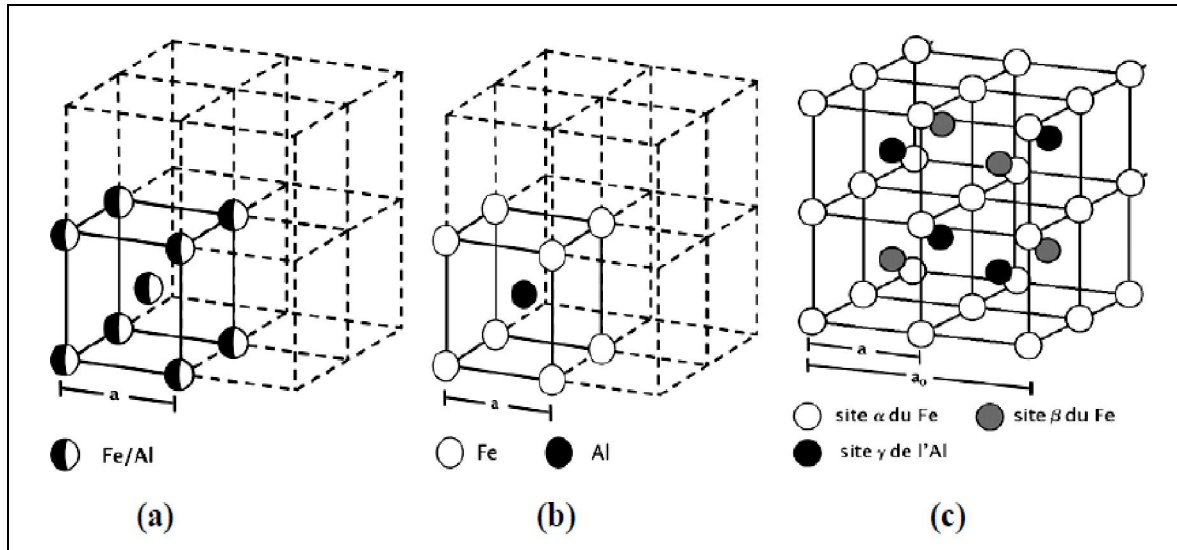 a
a
a
a₀
Fe/Al
Fe
Al
site α du Fe
site β du Fe
site γ de l'Al
(a)
(b)
(c)